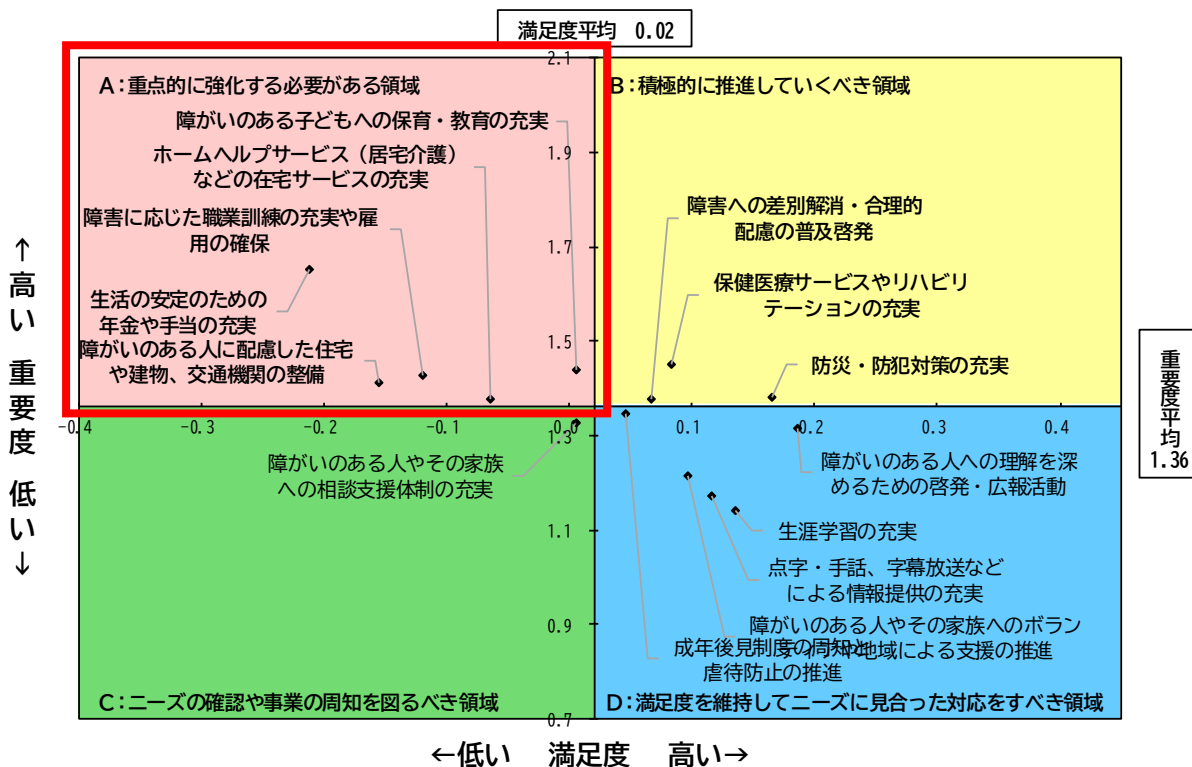 満足度平均 0.02
A：重点的に強化する必要がある領域
B：積極的に推進していくべき領域
2.1
障がいのある子どもへの保育・教育の充実
ホームヘルプサービス（居宅介護）
などの在宅サービスの充実
1.9
障害に応じた職業訓練の充実や雇
用の確保
障害への差別解消・合理的
配慮の普及啓発
1.7
生活の安定のための
年金や手当の充実
保健医療サービスやリハビリ
テーションの充実
障がいのある人に配慮した住宅
や建物、交通機関の整備
1.5
防災・防犯対策の充実
↑高い 重要度 低い↓
重要度平均
1.36
-0.4 -0.3 -0.2 -0.1 0.0 0.1 0.2 0.3 0.4
1.3
障がいのある人やその家族
への相談支援体制の充実
障がいのある人への理解を深
めるための啓発・広報活動
1.1
生涯学習の充実
点字・手話、字幕放送など
による情報提供の充実
0.9
障がいのある人やその家族へのボラン
ティアや地域による支援の推進
成年後見制度の周知と
虐待防止の推進
C：ニーズの確認や事業の周知を図るべき領域
D：満足度を維持してニーズに見合った対応をすべき領域
0.7
←低い 満足度 高い→